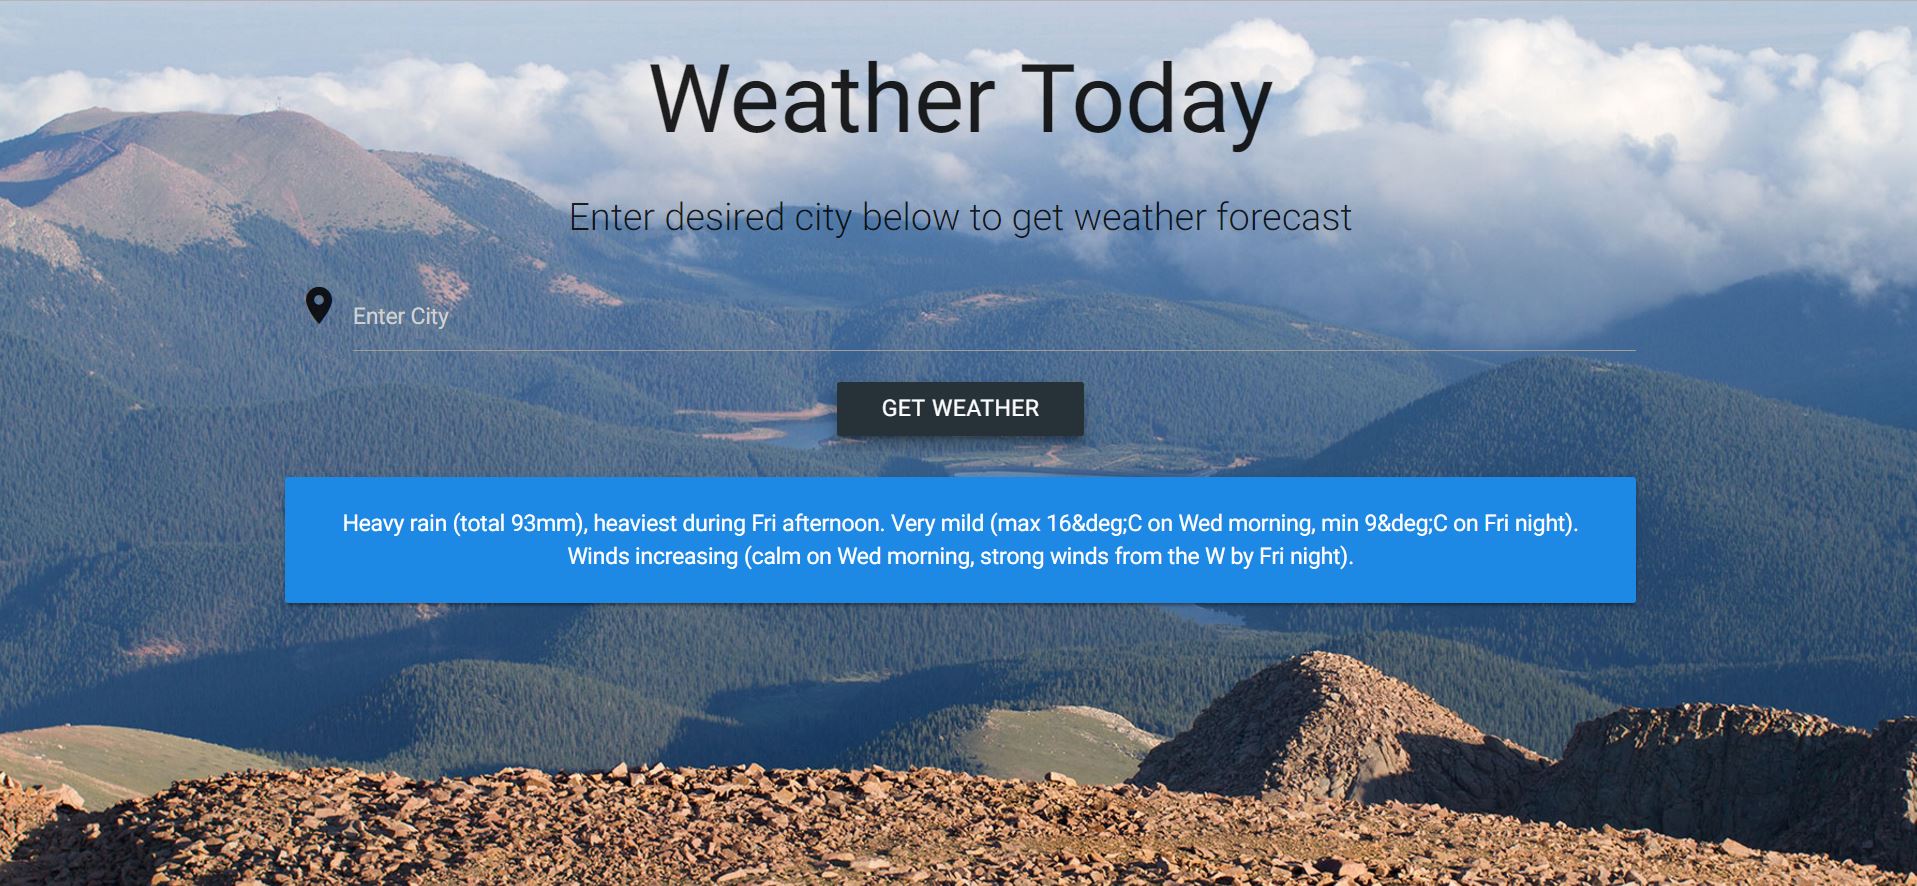 Weather Today
Enter desired city below to get weather forecast
Enter City
GET WEATHER
Heavy rain (total 93mm), heaviest during Fri afternoon. Very mild (max 16&deg;C on Wed morning, min 9&deg;C on Fri night).
Winds increasing (calm on Wed morning, strong winds from the W by Fri night).